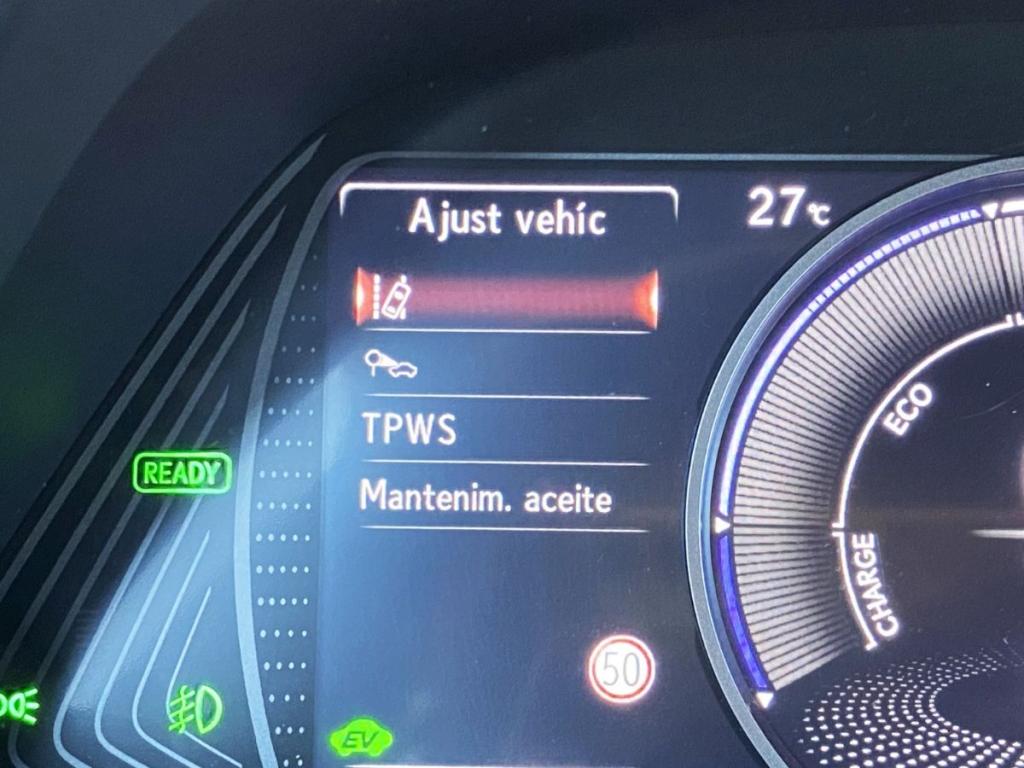 Ajust vehíc
27°C
TPWS
Mantenim. aceite
READY
ECO
CHARGE
50
EV